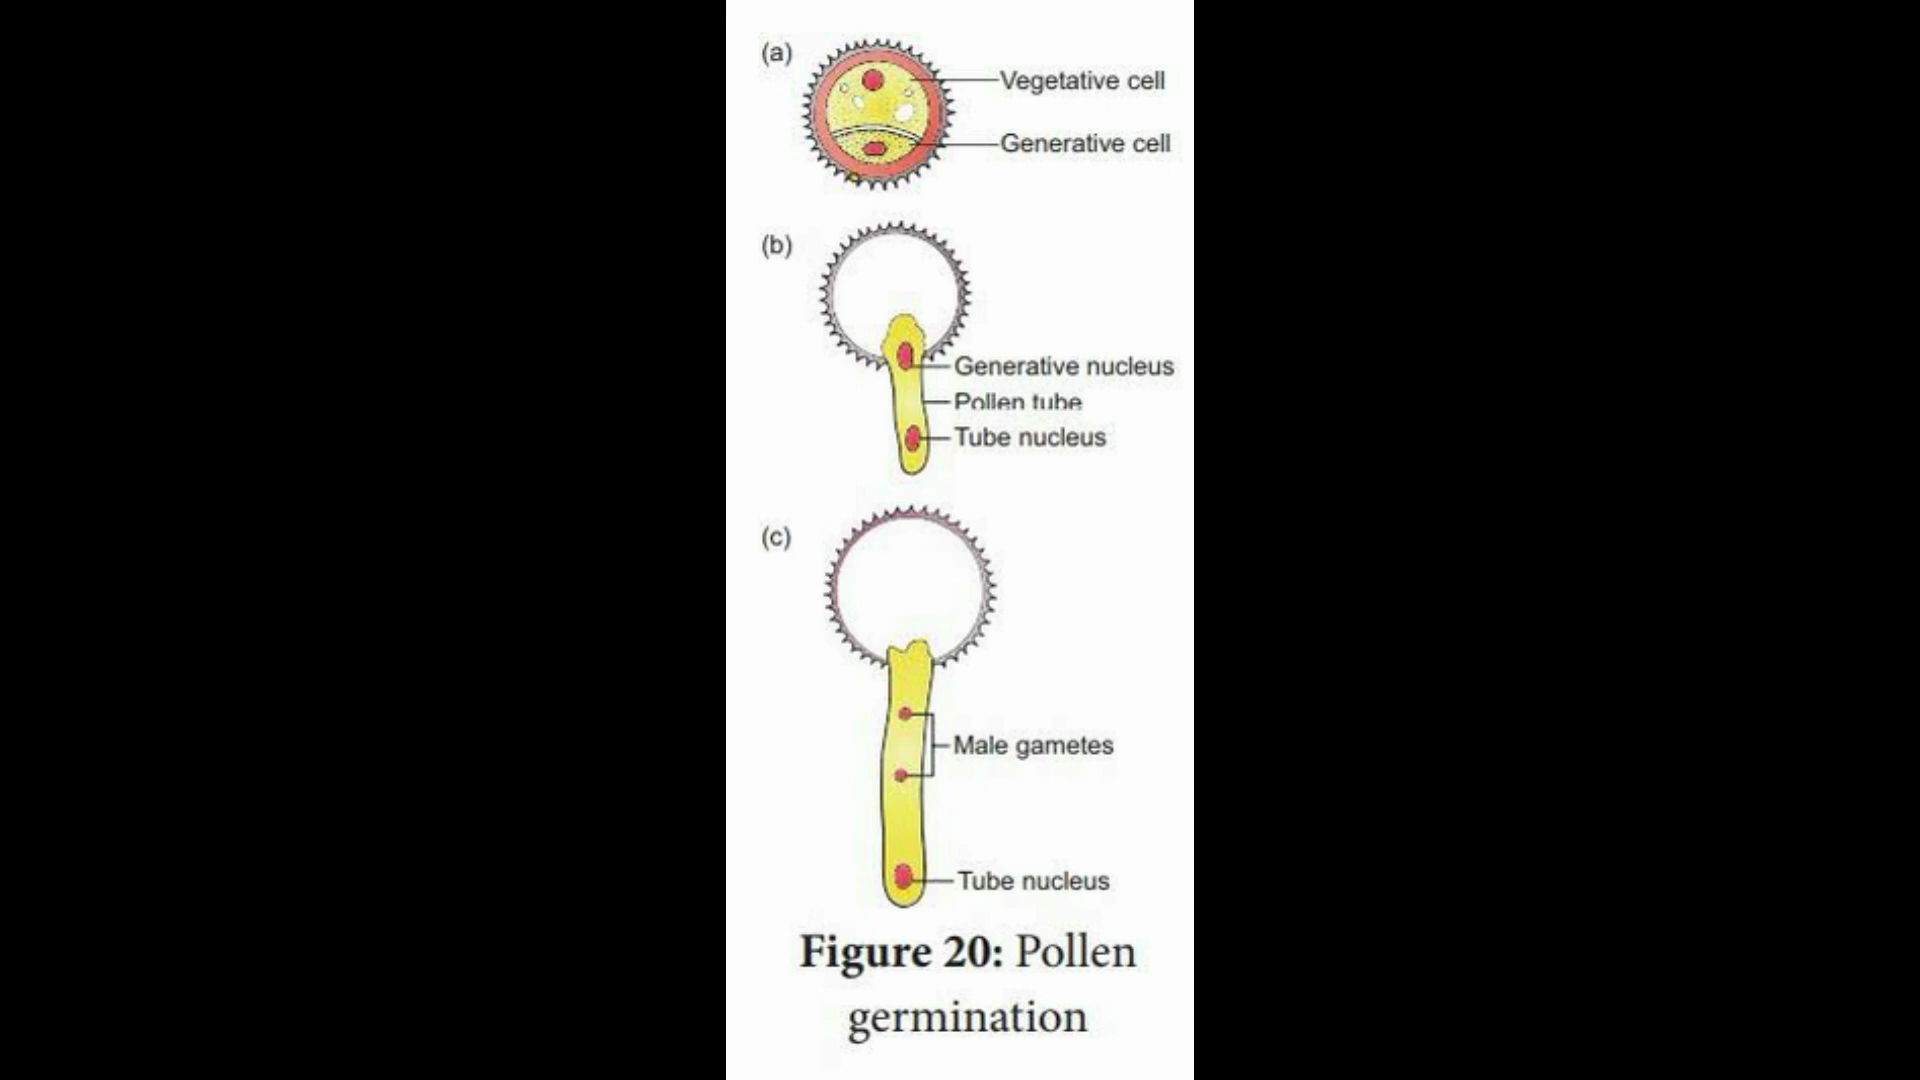 (a)
Vegetative cell
Generative cell
(b)
Generative nucleus
Pollen tube
Tube nucleus
(c)
Male gametes
Tube nucleus
Figure 20: Pollen
germination